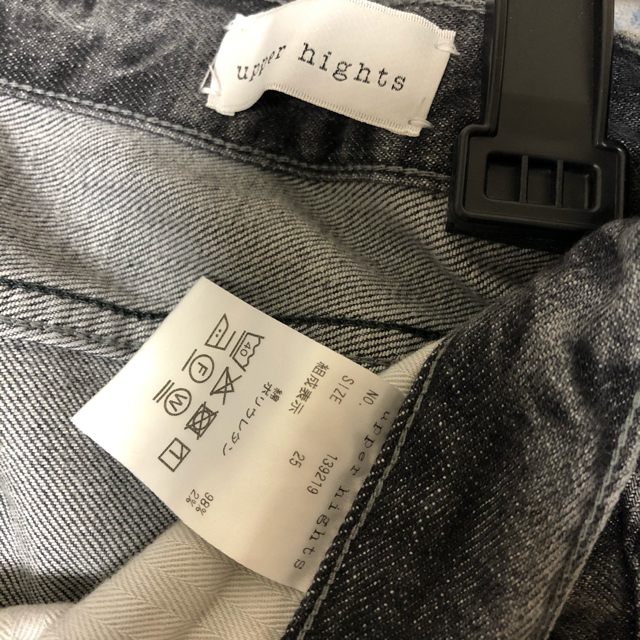 upper hights
upper hights
NO. 139219
SIZE 25
組成表示
綿 98%
ポリウレタン 2%
40
F
W